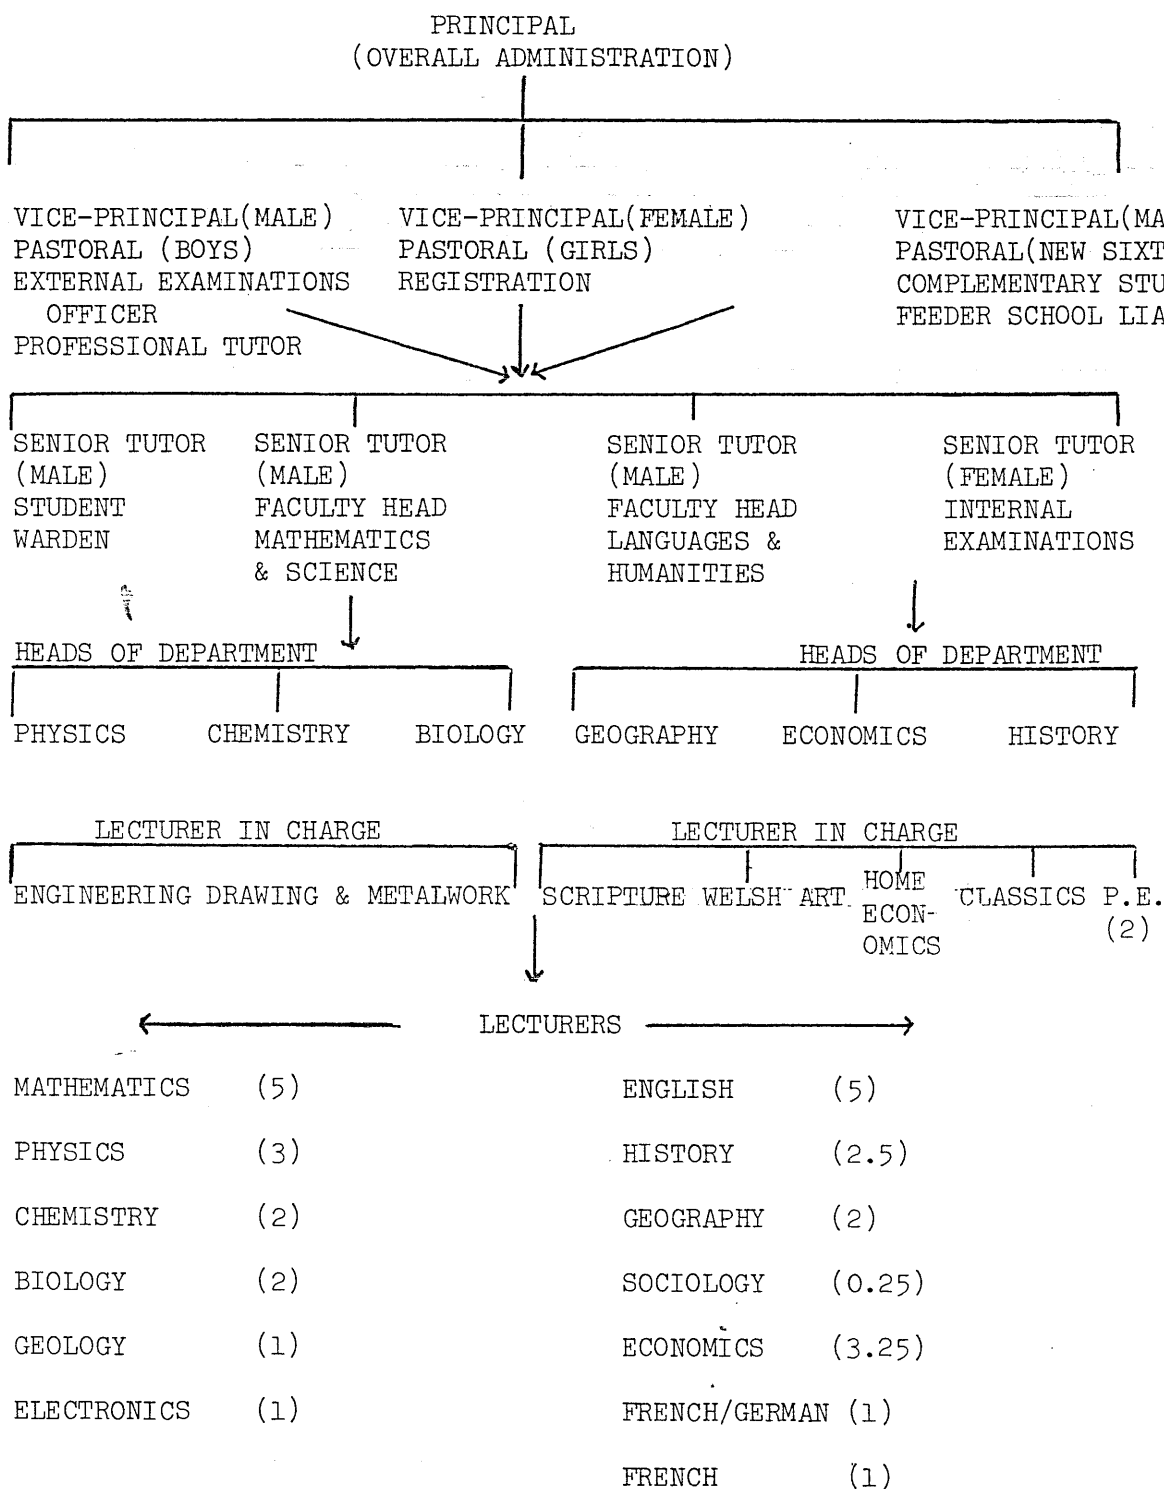 PRINCIPAL
(OVERALL ADMINISTRATION)
VICE-PRINCIPAL(MALE)
PASTORAL (BOYS)
EXTERNAL EXAMINATIONS
OFFICER
PROFESSIONAL TUTOR
VICE-PRINCIPAL(FEMALE)
PASTORAL (GIRLS)
REGISTRATION
VICE-PRINCIPAL(MA
PASTORAL(NEW SIXT
COMPLEMENTARY STU
FEEDER SCHOOL LIA
SENIOR TUTOR
(MALE)
STUDENT
WARDEN
SENIOR TUTOR
(MALE)
FACULTY HEAD
MATHEMATICS
& SCIENCE
SENIOR TUTOR
(MALE)
FACULTY HEAD
LANGUAGES &
HUMANITIES
SENIOR TUTOR
(FEMALE)
INTERNAL
EXAMINATIONS
HEADS OF DEPARTMENT
PHYSICS CHEMISTRY BIOLOGY
HEADS OF DEPARTMENT
GEOGRAPHY ECONOMICS HISTORY
LECTURER IN CHARGE
ENGINEERING DRAWING & METALWORK
LECTURER IN CHARGE
SCRIPTURE WELSH ART
HOME
ECON-
OMICS
CLASSICS P.E.
(2)
LECTURERS
MATHEMATICS (5)
PHYSICS (3)
CHEMISTRY (2)
BIOLOGY (2)
GEOLOGY (1)
ELECTRONICS (1)
ENGLISH (5)
HISTORY (2.5)
GEOGRAPHY (2)
SOCIOLOGY (0.25)
ECONOMICS (3.25)
FRENCH/GERMAN (1)
FRENCH (1)